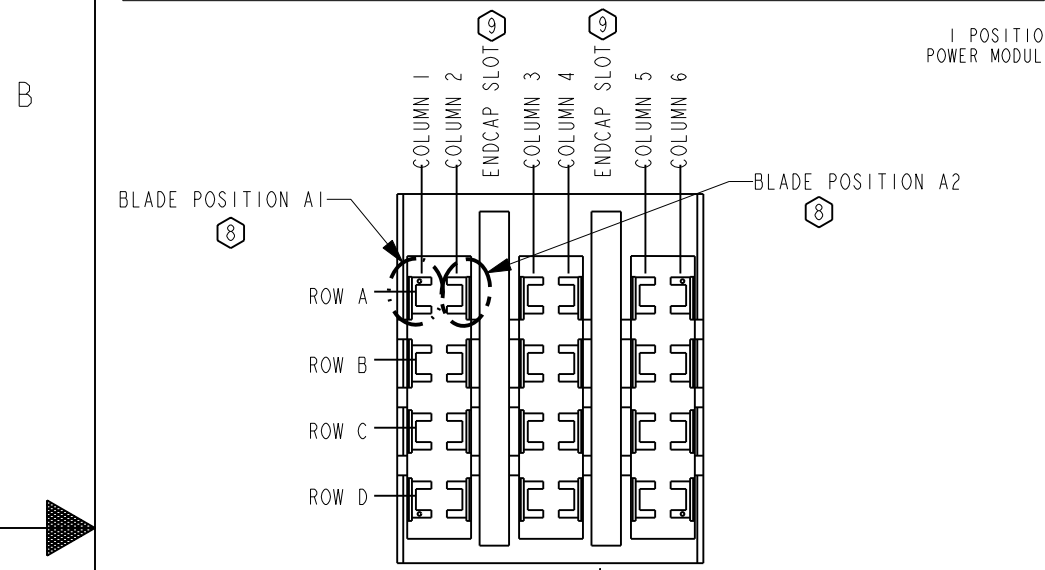 B
9
9
1 POSITIO
POWER MODUL
COLUMN 1
COLUMN 2
ENDCAP SLOT
COLUMN 3
COLUMN 4
ENDCAP SLOT
COLUMN 5
COLUMN 6
BLADE POSITION A1
8
BLADE POSITION A2
8
ROW A
ROW B
ROW C
ROW D